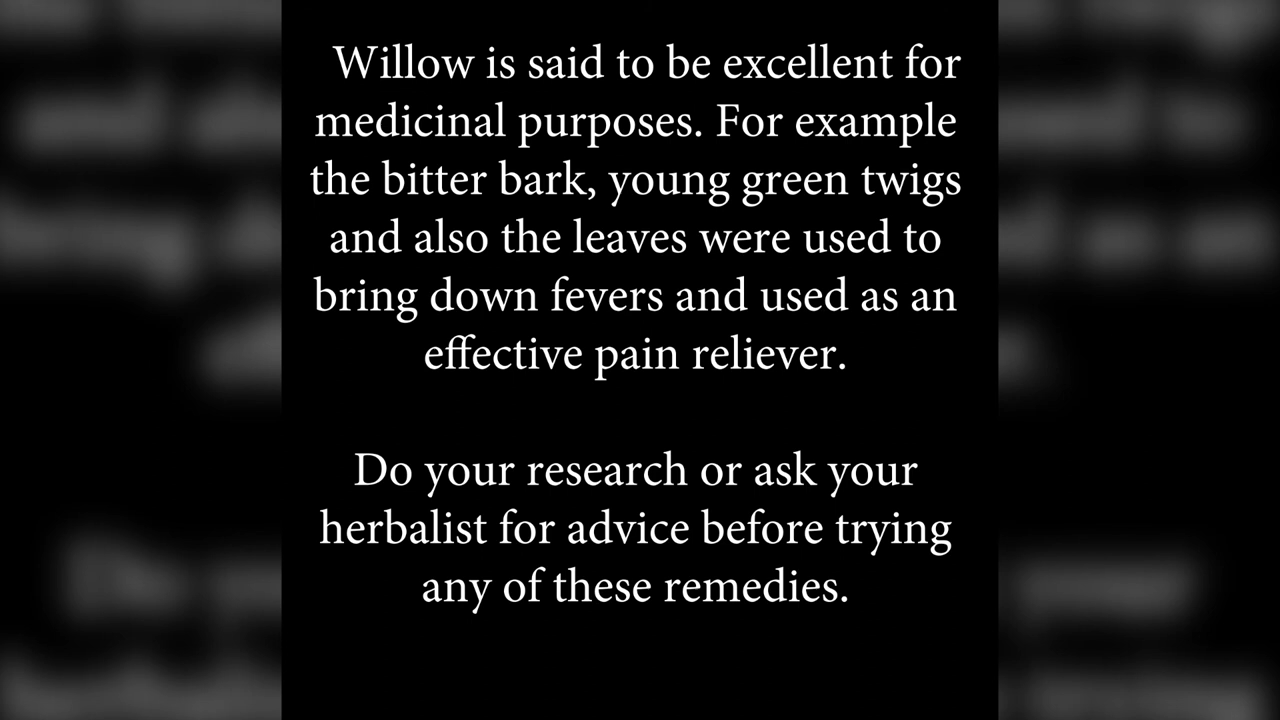 Willow is said to be excellent for
medicinal purposes. For example
the bitter bark, young green twigs
and also the leaves were used to
bring down fevers and used as an
effective pain reliever.
Do your research or ask your
herbalist for advice before trying
any of these remedies.